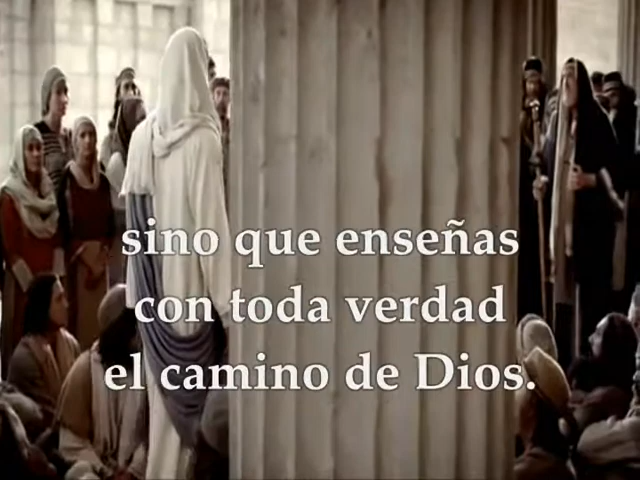 sino que enseñas
con toda verdad
el camino de Dios.